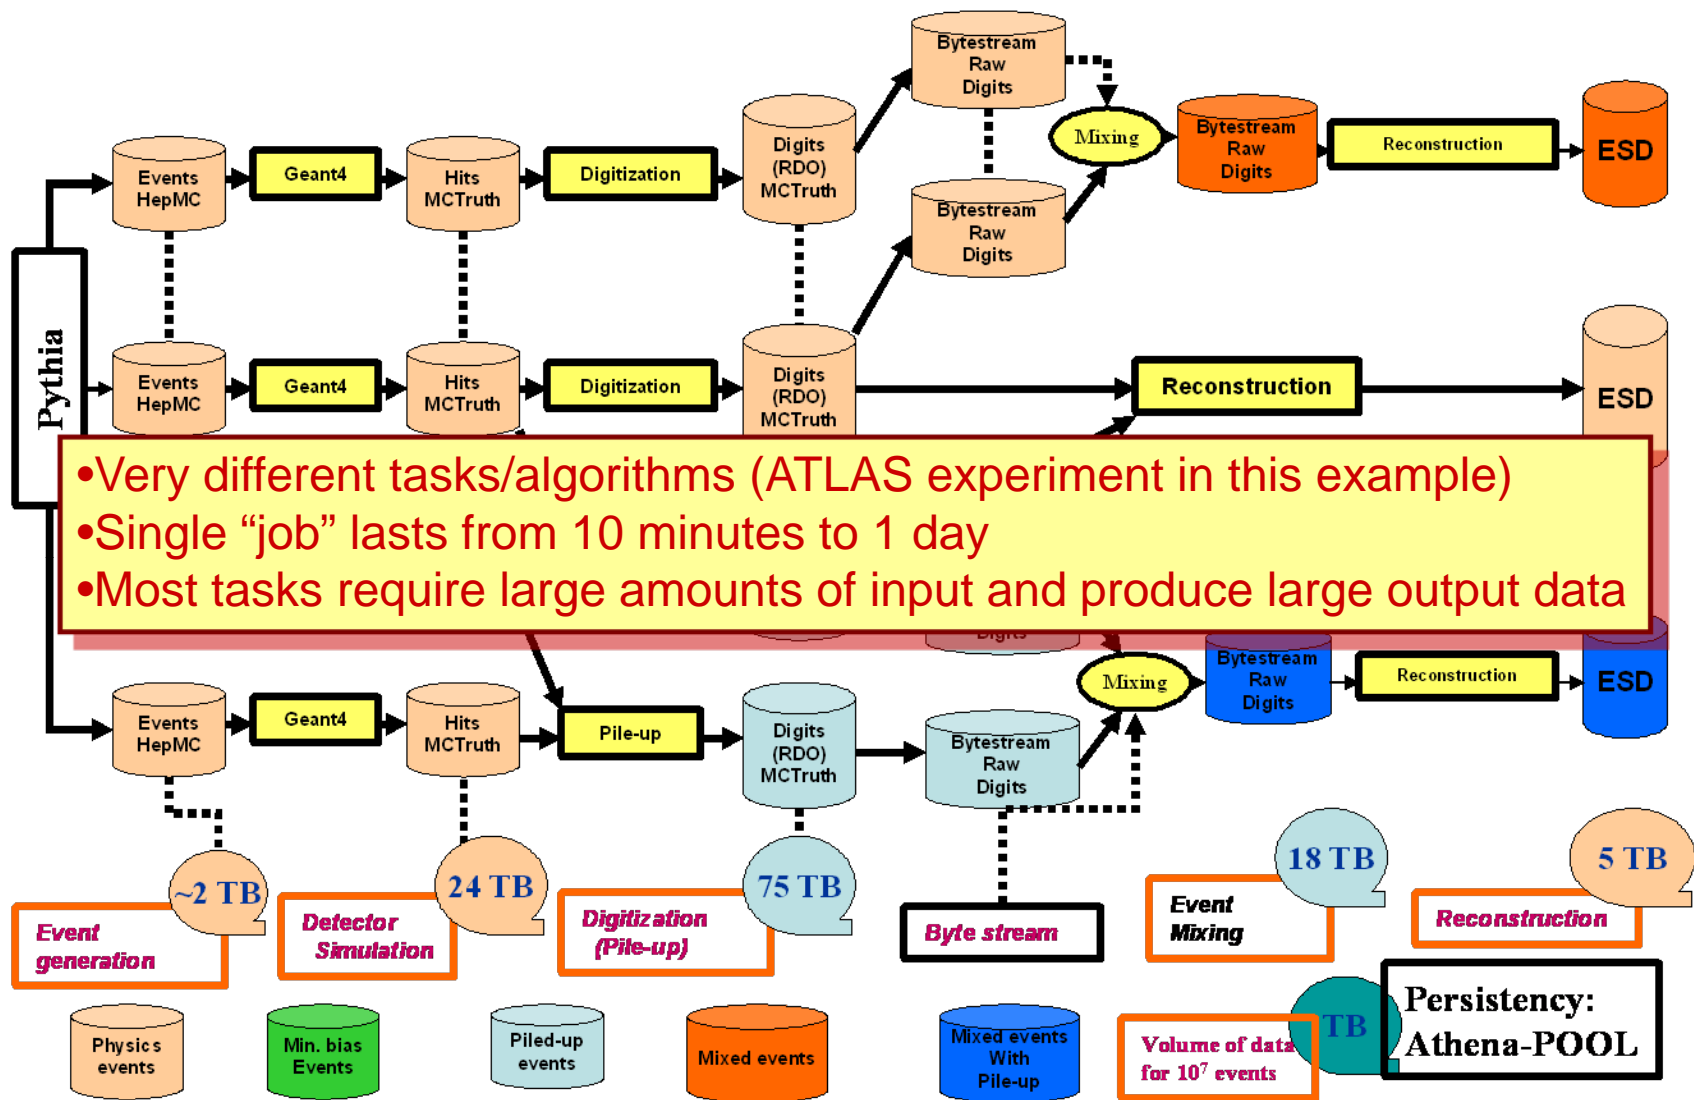 Bytestream
Raw
Digits
Mixing
Bytestream
Raw
Digits
Reconstruction
ESD
Events
HepMC
Geant4
Hits
MCTruth
Digitization
Digits
(RDO)
MCTruth
Bytestream
Raw
Digits
Pythia
Events
HepMC
Geant4
Hits
MCTruth
Digitization
Digits
(RDO)
MCTruth
Reconstruction
ESD
•Very different tasks/algorithms (ATLAS experiment in this example)
•Single “job” lasts from 10 minutes to 1 day
•Most tasks require large amounts of input and produce large output data
Digits
Events
HepMC
Geant4
Hits
MCTruth
Pile-up
Digits
(RDO)
MCTruth
Bytestream
Raw
Digits
Mixing
Bytestream
Raw
Digits
Reconstruction
ESD
~2 TB
24 TB
75 TB
18 TB
5 TB
Event
generation
Detector
Simulation
Digitization
(Pile-up)
Byte stream
Event
Mixing
Reconstruction
Physics
events
Min. bias
Events
Piled-up
events
Mixed events
Mixed events
With
Pile-up
Volume of data
for 10⁷ events
TB
Persistency:
Athena-POOL